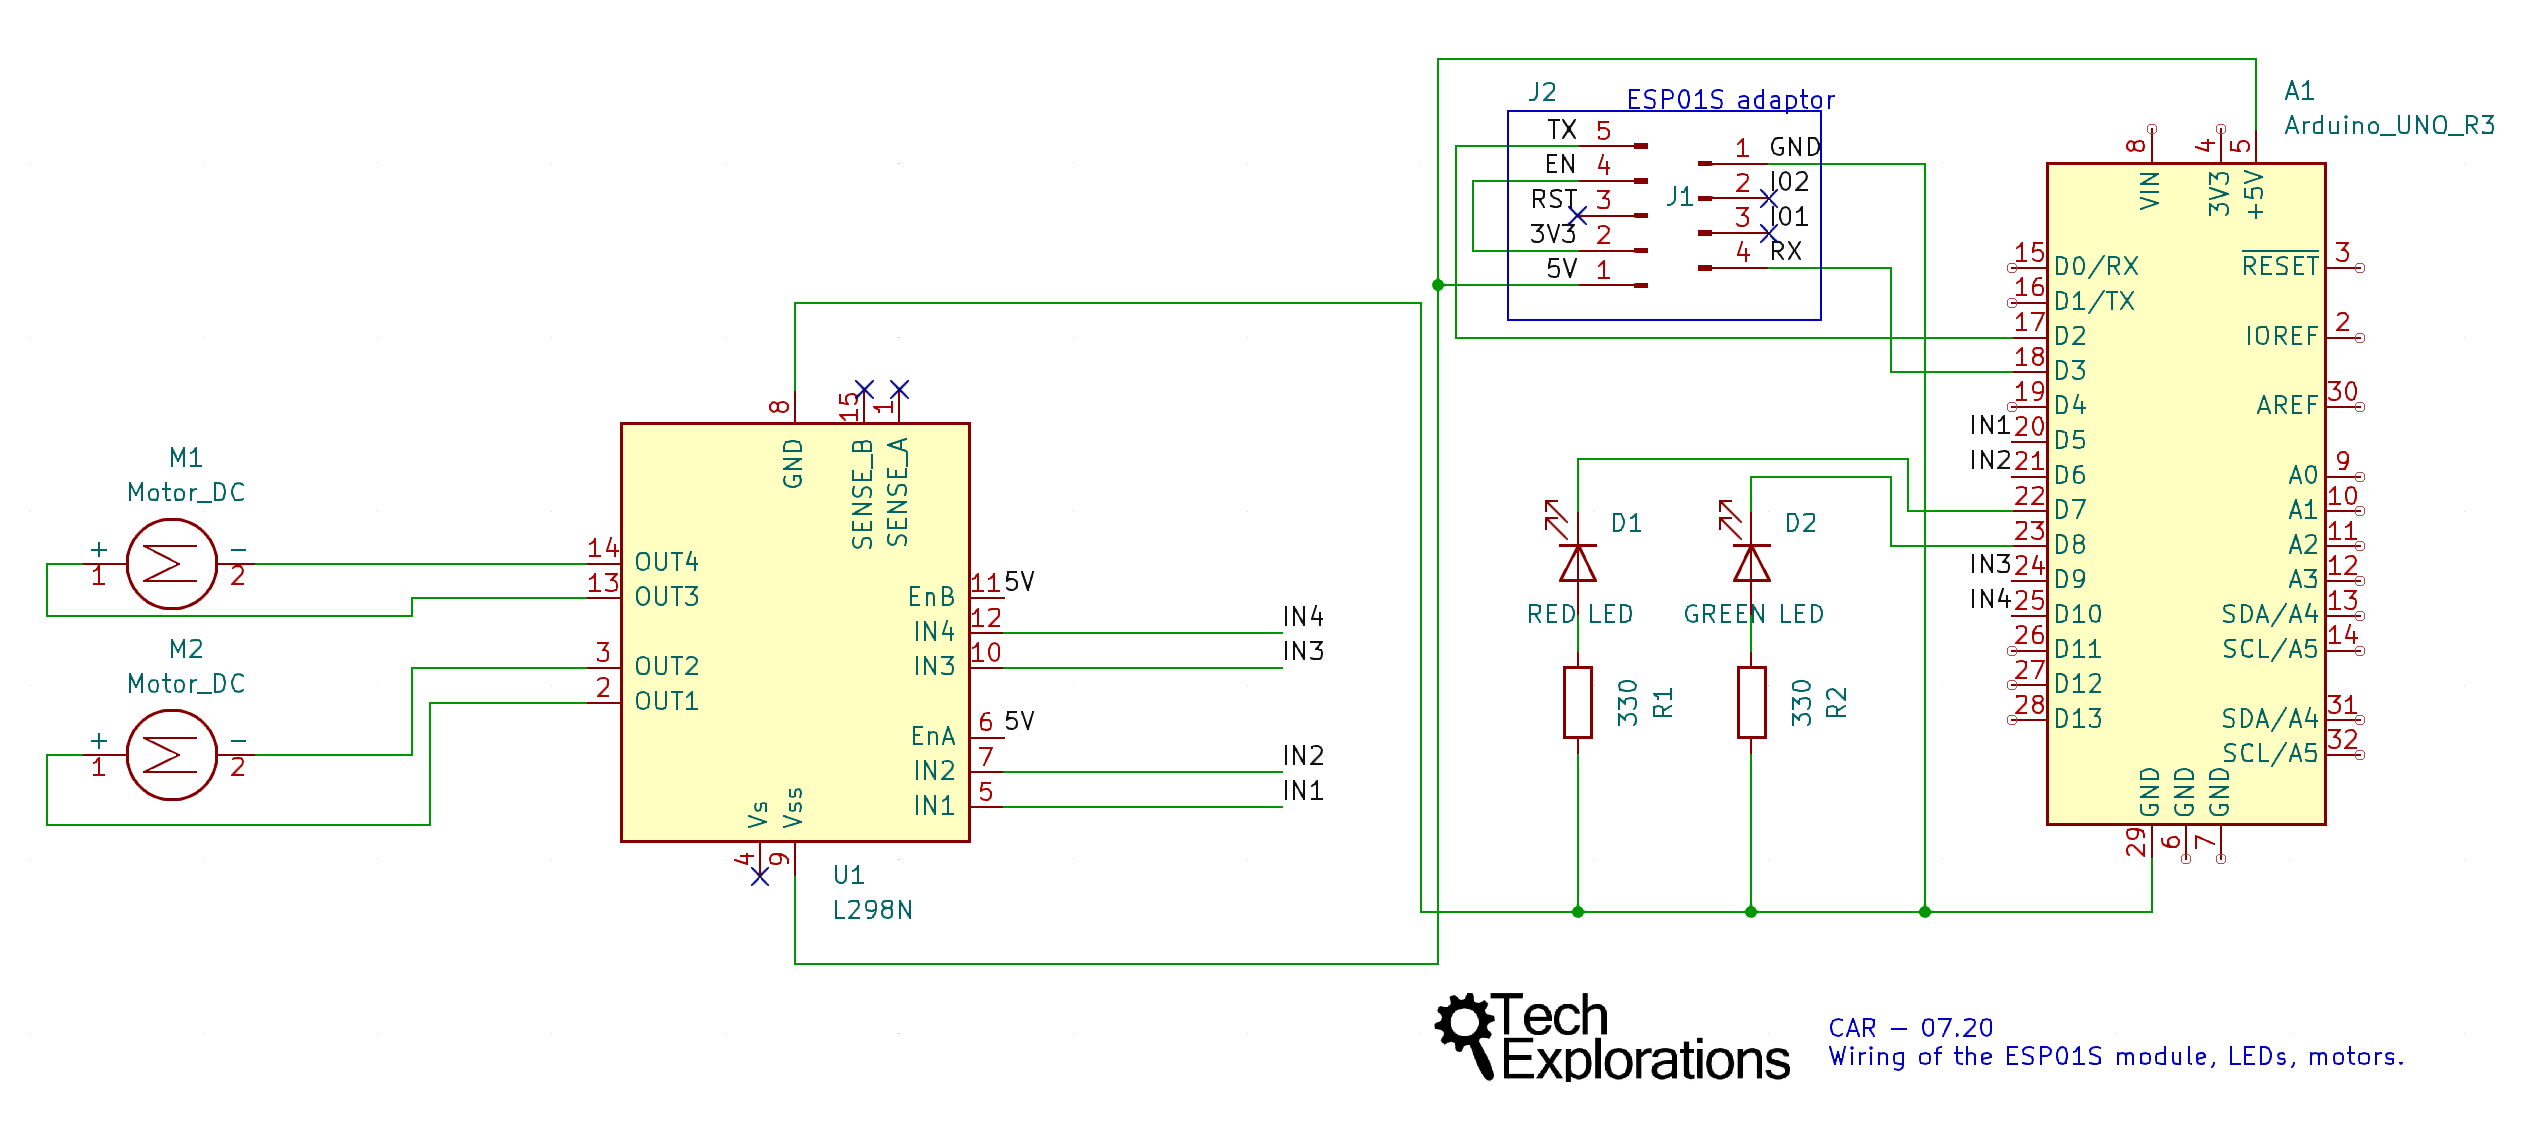 M1
Motor_DC
+
1
−
2
M2
Motor_DC
+
1
−
2
8
15
1
GND
SENSE_B
SENSE_A
14
OUT4
13
OUT3
3
OUT2
2
OUT1
EnB
11
5V
IN4
12
IN4
IN3
10
IN3
EnA
6
5V
IN2
7
IN2
IN1
5
IN1
Vs
Vss
4
9
U1
L298N
J2
ESP01S adaptor
TX
5
EN
4
RST
3
3V3
2
5V
1
J1
1
GND
2
IO2
3
IO1
4
RX
D1
RED LED
330
R1
D2
GREEN LED
330
R2
A1
Arduino_UNO_R3
8
4
5
VIN
3V3
+5V
15
D0/RX
16
D1/TX
17
D2
18
D3
19
D4
IN1
20
D5
IN2
21
D6
22
D7
23
D8
IN3
24
D9
IN4
25
D10
26
D11
27
D12
28
D13
RESET
3
IOREF
2
AREF
30
A0
9
A1
10
A2
11
A3
12
SDA/A4
13
SCL/A5
14
SDA/A4
31
SCL/A5
32
GND
GND
GND
29
6
7
Tech
Explorations
CAR − 07.20
Wiring of the ESP01S module, LEDs, motors.